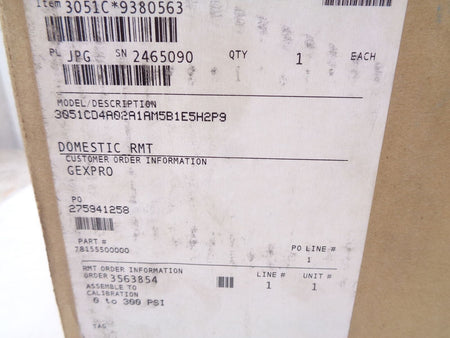 Item 3051C*9380563
PL JPG SN 2465090 QTY 1 EACH
MODEL/DESCRIPTION
3051CD4A02A1AM5B1E5H2P9
DOMESTIC RMT
CUSTOMER ORDER INFORMATION
GEXPRO
PO
275941258
PART #
78155500000
PO LINE #
1
RMT ORDER INFORMATION
ORDER 3563854
LINE # UNIT #
1 1
ASSEMBLE TO
CALIBRATION
0 to 300 PSI
TAG